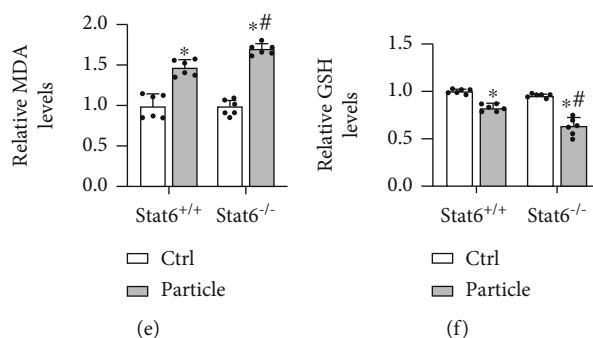 Relative MDA
levels
2.0
1.5
1.0
0.5
0.0
*
*#
Stat6+/+
Stat6-/-
Ctrl
Particle
(e)
Relative GSH
levels
1.5
1.0
0.5
0.0
*
*#
Stat6+/+
Stat6-/-
Ctrl
Particle
(f)